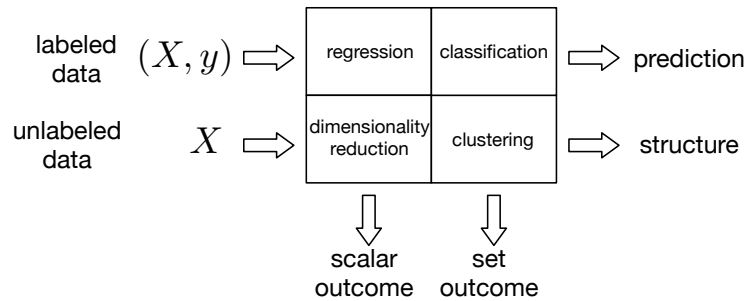 labeled
data
(X, y)
regression
classification
prediction
unlabeled
data
X
dimensionality
reduction
clustering
structure
scalar
outcome
set
outcome